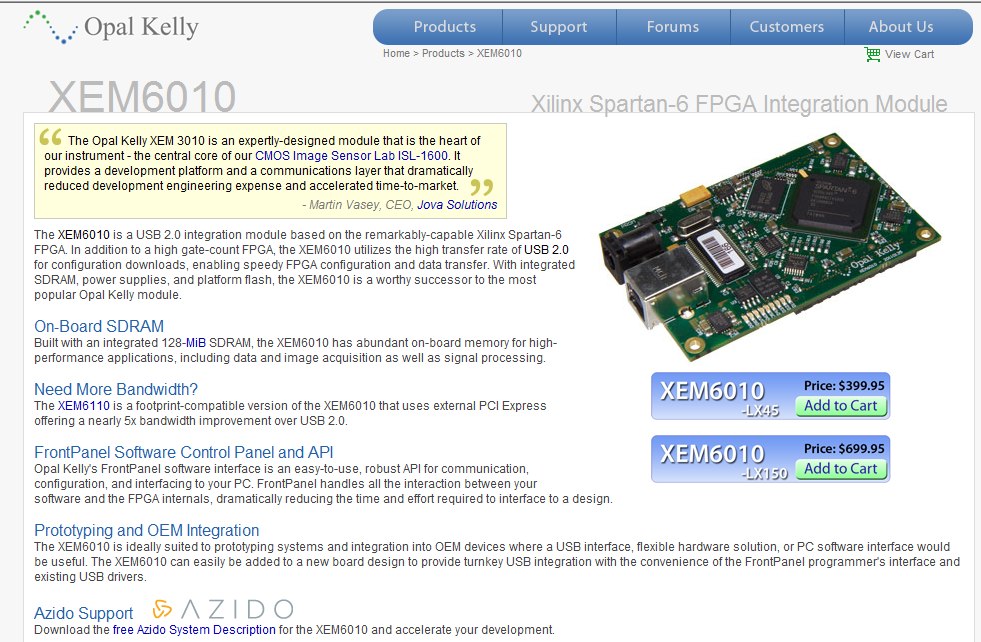 Opal Kelly
Products Support Forums Customers About Us
Home > Products > XEM6010
View Cart
XEM6010
Xilinx Spartan-6 FPGA Integration Module
The Opal Kelly XEM 3010 is an expertly-designed module that is the heart of
our instrument - the central core of our CMOS Image Sensor Lab ISL-1600. It
provides a development platform and a communications layer that dramatically
reduced development engineering expense and accelerated time-to-market.
- Martin Vasey, CEO, Jova Solutions
The XEM6010 is a USB 2.0 integration module based on the remarkably-capable Xilinx Spartan-6
FPGA. In addition to a high gate-count FPGA, the XEM6010 utilizes the high transfer rate of USB 2.0
for configuration downloads, enabling speedy FPGA configuration and data transfer. With integrated
SDRAM, power supplies, and platform flash, the XEM6010 is a worthy successor to the most
popular Opal Kelly module.
On-Board SDRAM
Built with an integrated 128-MiB SDRAM, the XEM6010 has abundant on-board memory for high-
performance applications, including data and image acquisition as well as signal processing.
Need More Bandwidth?
The XEM6110 is a footprint-compatible version of the XEM6010 that uses external PCI Express
offering a nearly 5x bandwidth improvement over USB 2.0.
FrontPanel Software Control Panel and API
Opal Kelly's FrontPanel software interface is an easy-to-use, robust API for communication,
configuration, and interfacing to your PC. FrontPanel handles all the interaction between your
software and the FPGA internals, dramatically reducing the time and effort required to interface to a design.
SPARTAN-6
Opal Kelly
XEM6010
-LX45
Price: $399.95
Add to Cart
XEM6010
-LX150
Price: $699.95
Add to Cart
Prototyping and OEM Integration
The XEM6010 is ideally suited to prototyping systems and integration into OEM devices where a USB interface, flexible hardware solution, or PC software interface would
be useful. The XEM6010 can easily be added to a new board design to provide turnkey USB integration with the convenience of the FrontPanel programmer's interface and
existing USB drivers.
Azido Support AZIDO
Download the free Azido System Description for the XEM6010 and accelerate your development.